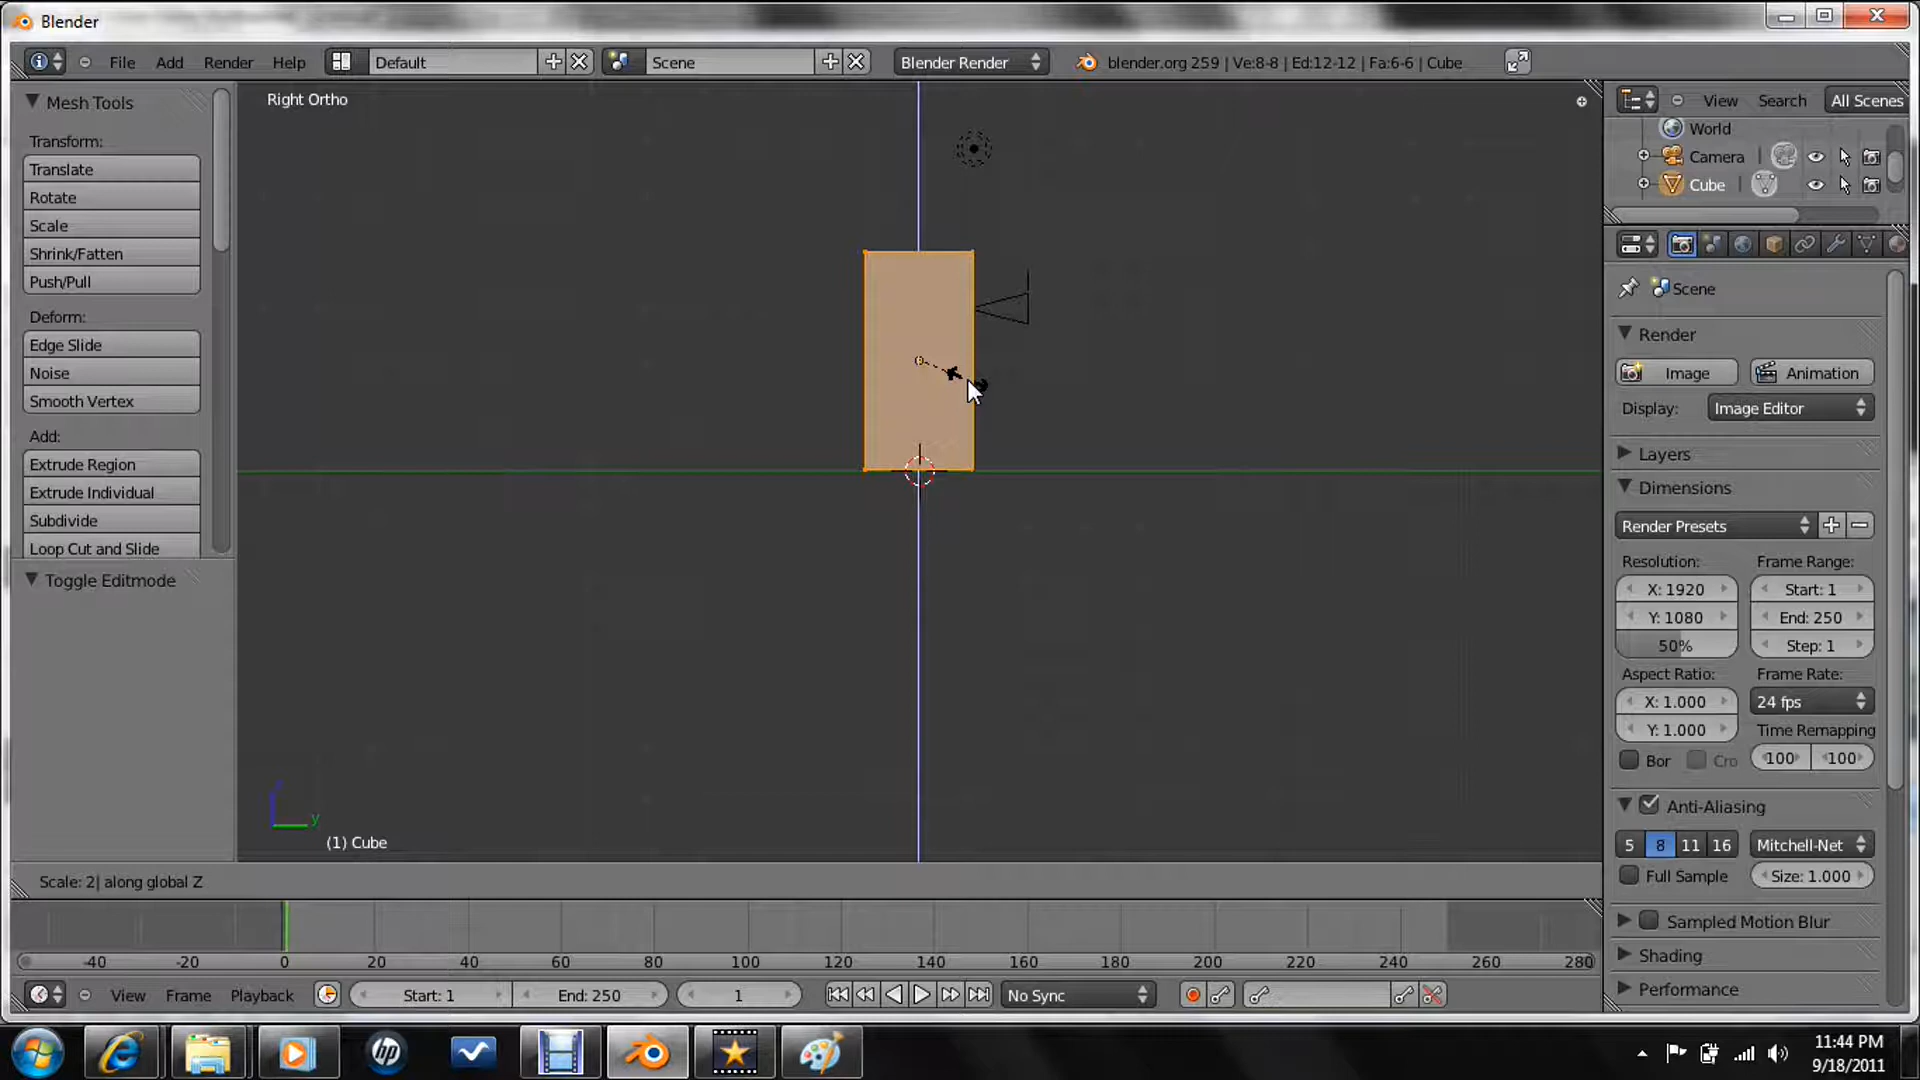 Blender
File Add Render Help Default Scene Blender Render blender.org 259 | Ve:8-8 | Ed:12-12 | Fa:6-6 | Cube
Mesh Tools
Transform:
Translate
Rotate
Scale
Shrink/Fatten
Push/Pull
Deform:
Edge Slide
Noise
Smooth Vertex
Add:
Extrude Region
Extrude Individual
Subdivide
Loop Cut and Slide
Toggle Editmode
Right Ortho
y
(1) Cube
Scale: 2| along global Z
View Search All Scenes
World
Camera
Cube
Scene
Render
Image Animation
Display: Image Editor
Layers
Dimensions
Render Presets
Resolution: Frame Range:
X: 1920 Start: 1
Y: 1080 End: 250
50% Step: 1
Aspect Ratio: Frame Rate:
X: 1.000 24 fps
Y: 1.000 Time Remapping
Bor Cro 100 100
Anti-Aliasing
5 8 11 16 Mitchell-Net
Full Sample Size: 1.000
Sampled Motion Blur
Shading
Performance
-40 -20 0 20 40 60 80 100 120 140 160 180 200 220 240 260 280
View Frame Playback Start: 1 End: 250 1 No Sync
hp
11:44 PM
9/18/2011